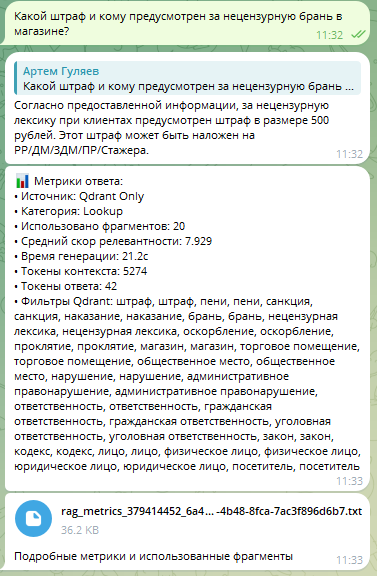 Какой штраф и кому предусмотрен за нецензурную брань в
магазине?
11:32
Артем Гуляев
Какой штраф и кому предусмотрен за нецензурную брань ...
Согласно предоставленной информации, за нецензурную
лексику при клиентах предусмотрен штраф в размере 500
рублей. Этот штраф может быть наложен на
РР/ДМ/ЗДМ/ПР/Стажера.
11:32
Метрики ответа:
• Источник: Qdrant Only
• Категория: Lookup
• Использовано фрагментов: 20
• Средний скор релевантности: 7.929
• Время генерации: 21.2с
• Токены контекста: 5274
• Токены ответа: 42
• Фильтры Qdrant: штраф, штраф, пени, пени, санкция,
санкция, наказание, наказание, брань, брань, нецензурная
лексика, нецензурная лексика, оскорбление, оскорбление,
проклятие, проклятие, магазин, магазин, торговое помещение,
торговое помещение, общественное место, общественное
место, нарушение, нарушение, административное
правонарушение, административное правонарушение,
ответственность, ответственность, гражданская
ответственность, гражданская ответственность, уголовная
ответственность, уголовная ответственность, закон, закон,
кодекс, кодекс, лицо, лицо, физическое лицо, физическое лицо,
юридическое лицо, юридическое лицо, посетитель, посетитель
11:33
rag_metrics_379414452_6a4...-4b48-8fca-7ac3f896d6b7.txt
36.2 KB
Подробные метрики и использованные фрагменты
11:33